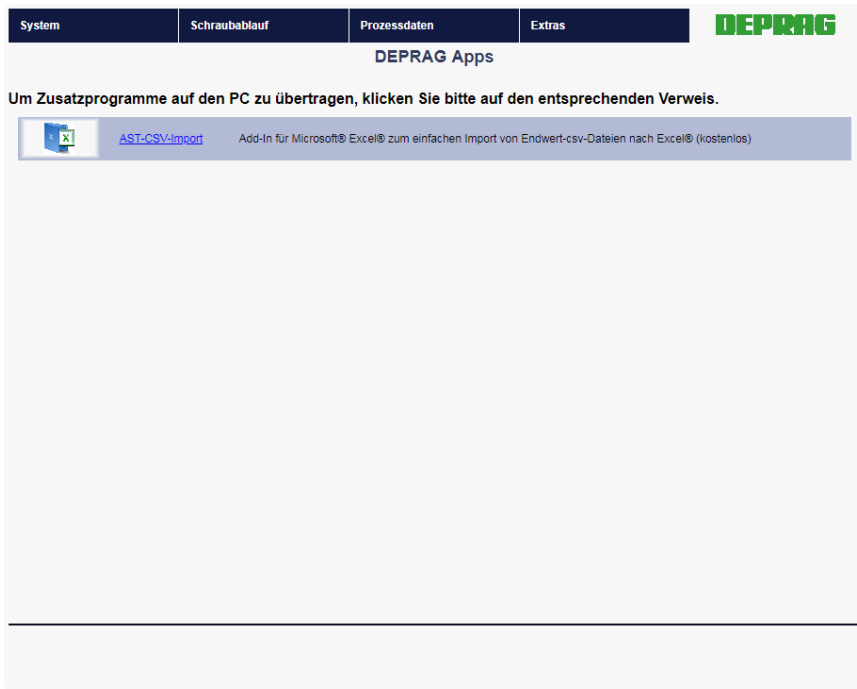 System Schraubablauf Prozessdaten Extras DEPRAG
DEPRAG Apps
Um Zusatzprogramme auf den PC zu übertragen, klicken Sie bitte auf den entsprechenden Verweis.
AST-CSV-Import Add-In für Microsoft® Excel® zum einfachen Import von Endwert-csv-Dateien nach Excel® (kostenlos)